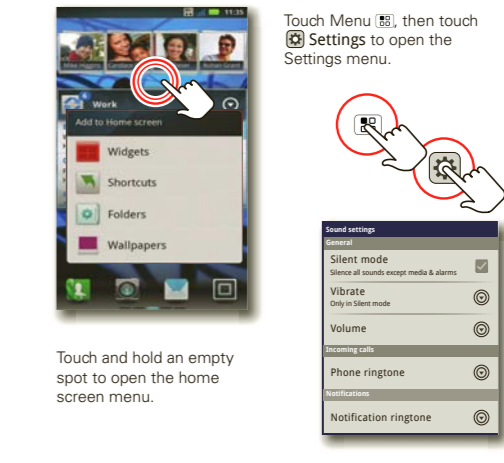 11:35
Mike Higgins
Work
Add to Home screen
Widgets
Shortcuts
Folders
Wallpapers
Touch and hold an empty
spot to open the home
screen menu.
Touch Menu , then touch
Settings to open the
Settings menu.
Sound settings
General
Silent mode
Silence all sounds except media & alarms
Vibrate
Only in Silent mode
Volume
Incoming calls
Phone ringtone
Notifications
Notification ringtone